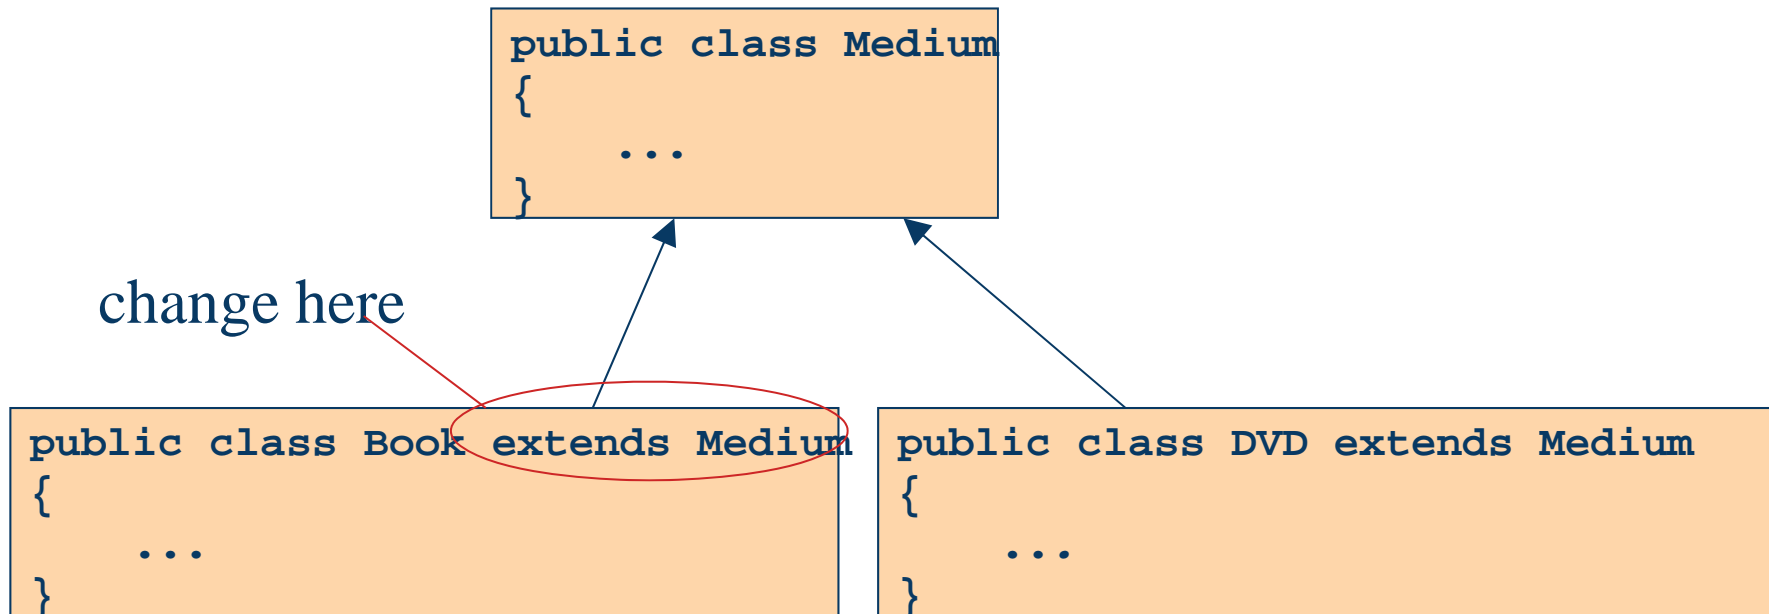 public class Medium
{
    ...
}
change here
public class Book extends Medium
{
    ...
}
public class DVD extends Medium
{
    ...
}